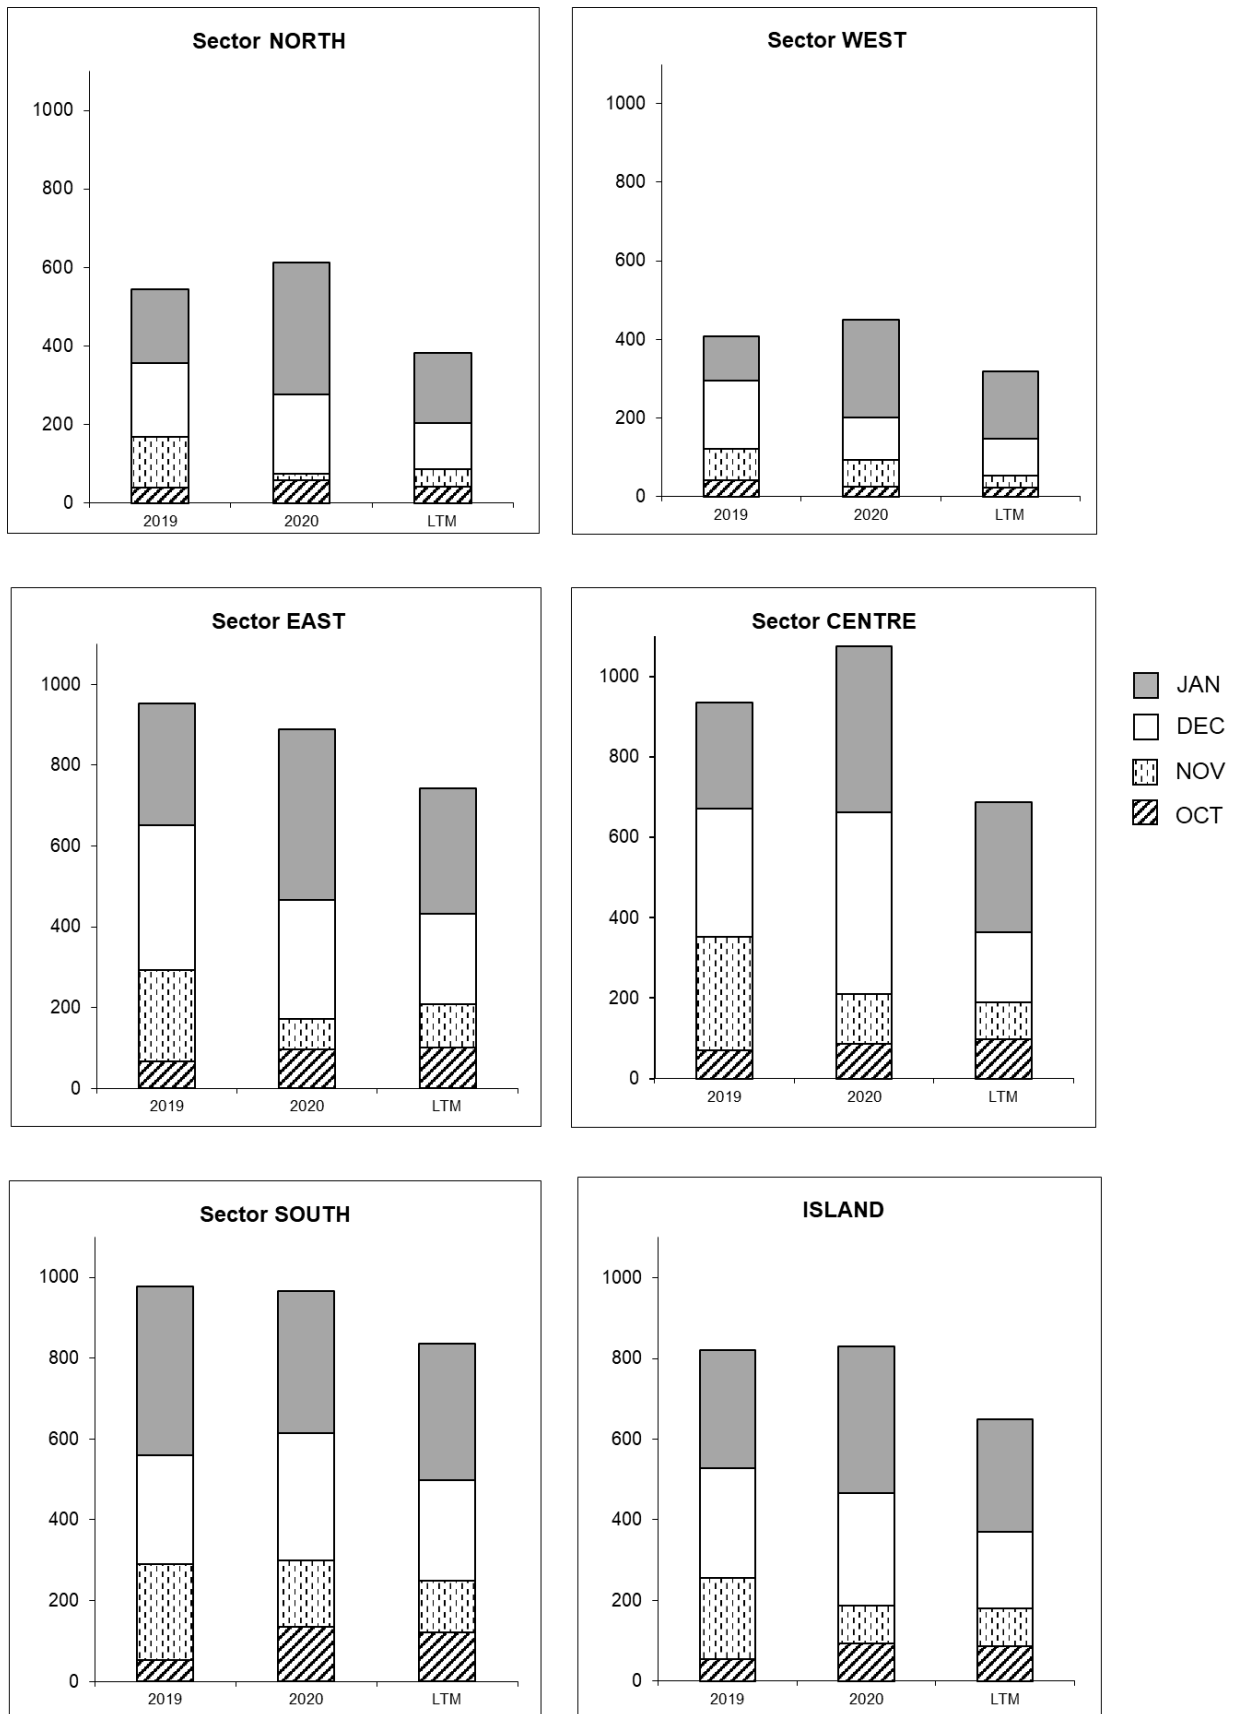 Sector NORTH
1000
800
600
400
200
0
2019 2020 LTM
Sector WEST
1000
800
600
400
200
0
2019 2020 LTM
Sector EAST
1000
800
600
400
200
0
2019 2020 LTM
Sector CENTRE
1000
800
600
400
200
0
2019 2020 LTM
JAN
DEC
NOV
OCT
Sector SOUTH
1000
800
600
400
200
0
2019 2020 LTM
ISLAND
1000
800
600
400
200
0
2019 2020 LTM